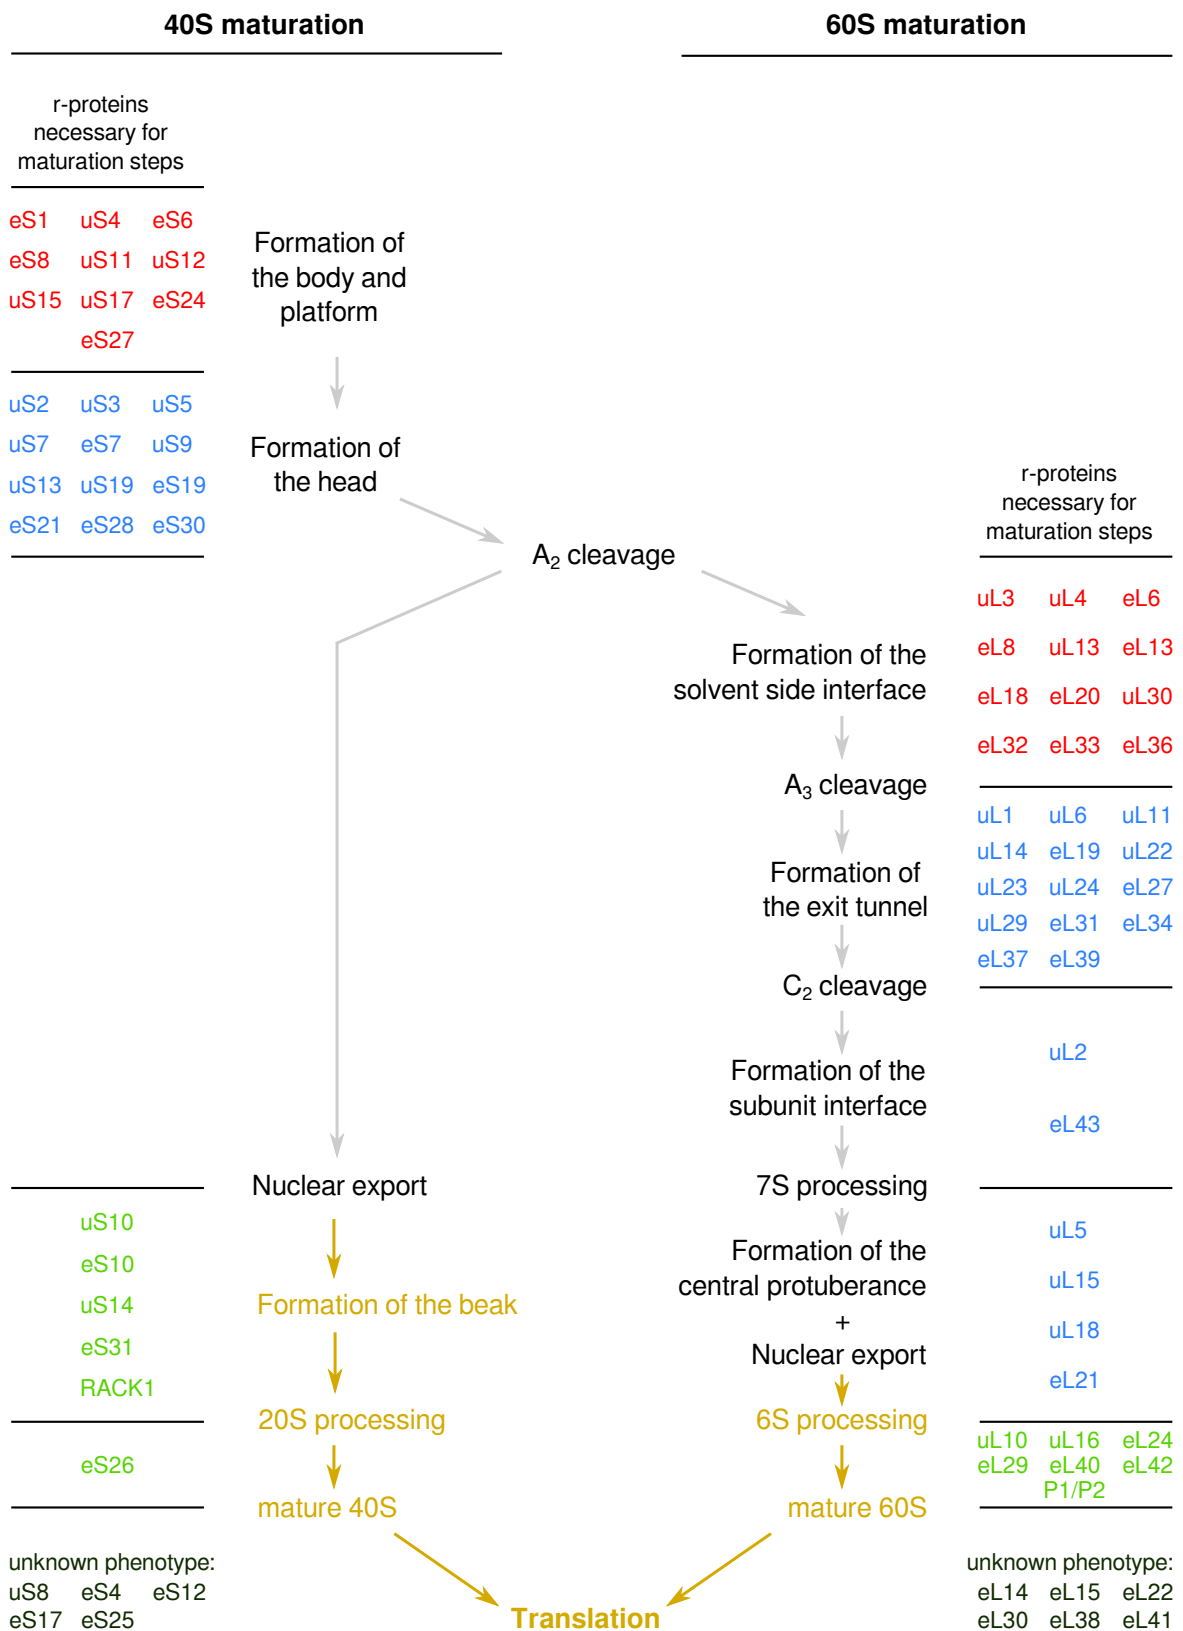 40S maturation
60S maturation
r-proteins
necessary for
maturation steps
eS1 uS4 eS6
eS8 uS11 uS12
uS15 uS17 eS24
eS27
Formation of
the body and
platform
uS2 uS3 uS5
uS7 eS7 uS9
uS13 uS19 eS19
eS21 eS28 eS30
Formation of
the head
A₂ cleavage
r-proteins
necessary for
maturation steps
uL3 uL4 eL6
eL8 uL13 eL13
eL18 eL20 uL30
eL32 eL33 eL36
Formation of the
solvent side interface
A₃ cleavage
uL1 uL6 uL11
uL14 eL19 uL22
uL23 uL24 eL27
uL29 eL31 eL34
eL37 eL39
Formation of
the exit tunnel
C₂ cleavage
uL2
eL43
Formation of the
subunit interface
Nuclear export
7S processing
uS10
eS10
uS14
eS31
RACK1
Formation of the beak
Formation of the
central protuberance
+
Nuclear export
uL5
uL15
uL18
eL21
20S processing
6S processing
eS26
uL10 uL16 eL24
eL29 eL40 eL42
P1/P2
mature 40S
mature 60S
unknown phenotype:
uS8 eS4 eS12
eS17 eS25
Translation
unknown phenotype:
eL14 eL15 eL22
eL30 eL38 eL41